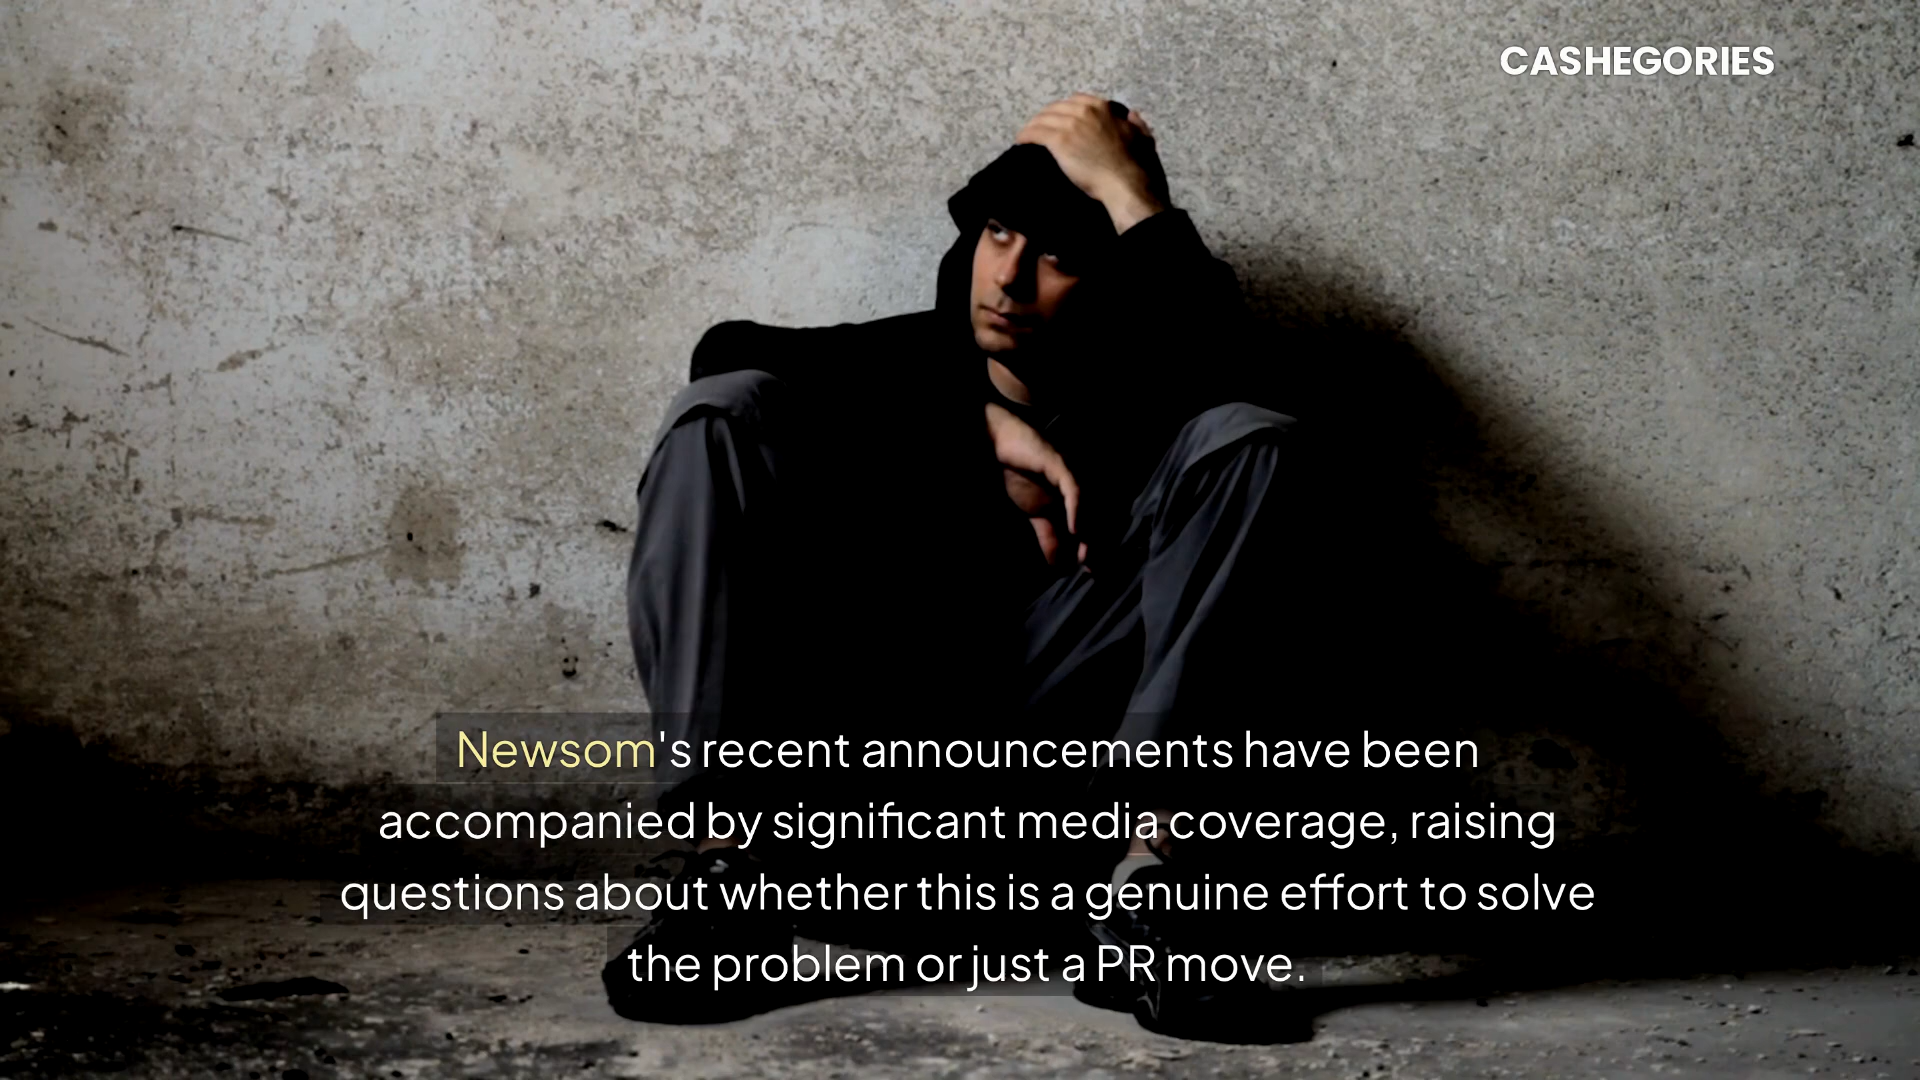 CASHEGORIES
Newsom's recent announcements have been
accompanied by significant media coverage, raising
questions about whether this is a genuine effort to solve
the problem or just a PR move.